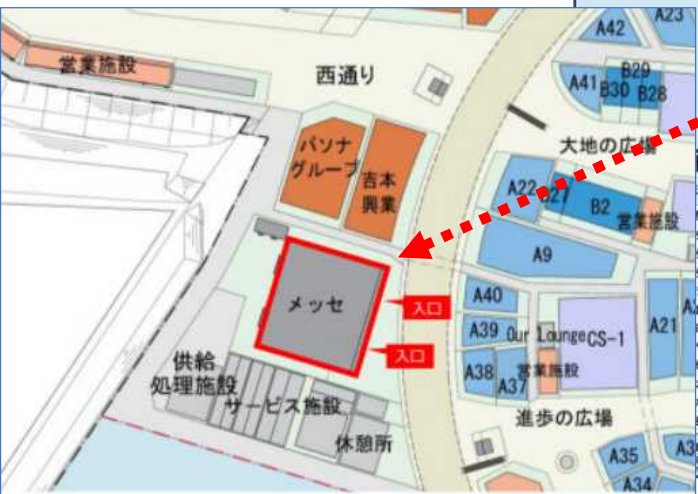 A42
A23
営業施設
西通り
A41
B30
B29
B28
大地の広場
パソナ
グループ
吉本
興業
A22
B27
B2
営業施設
A9
メッセ
入口
入口
A40
A39
Our Lounge
CS-1
A21
A38
A37
営業施設
供給
処理施設
サービス施設
休憩所
進歩の広場
A35
A34